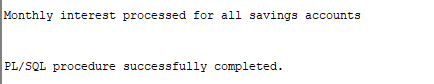 Monthly interest processed for all savings accounts
PL/SQL procedure successfully completed.